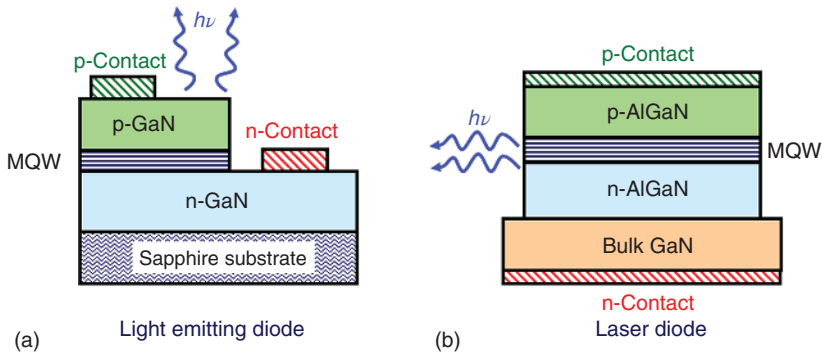 hν
p-Contact
p-GaN
n-Contact
MQW
n-GaN
Sapphire substrate
(a)
Light emitting diode
p-Contact
p-AlGaN
hν
MQW
n-AlGaN
Bulk GaN
n-Contact
(b)
Laser diode